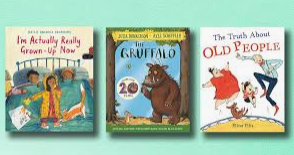 I'm Actually Really
Grown-Up Now
JULIA DONALDSON · AXEL SCHEFFLER
THE
GRUFFALO
20
The Truth About
OLD PEOPLE
Elina Ellis